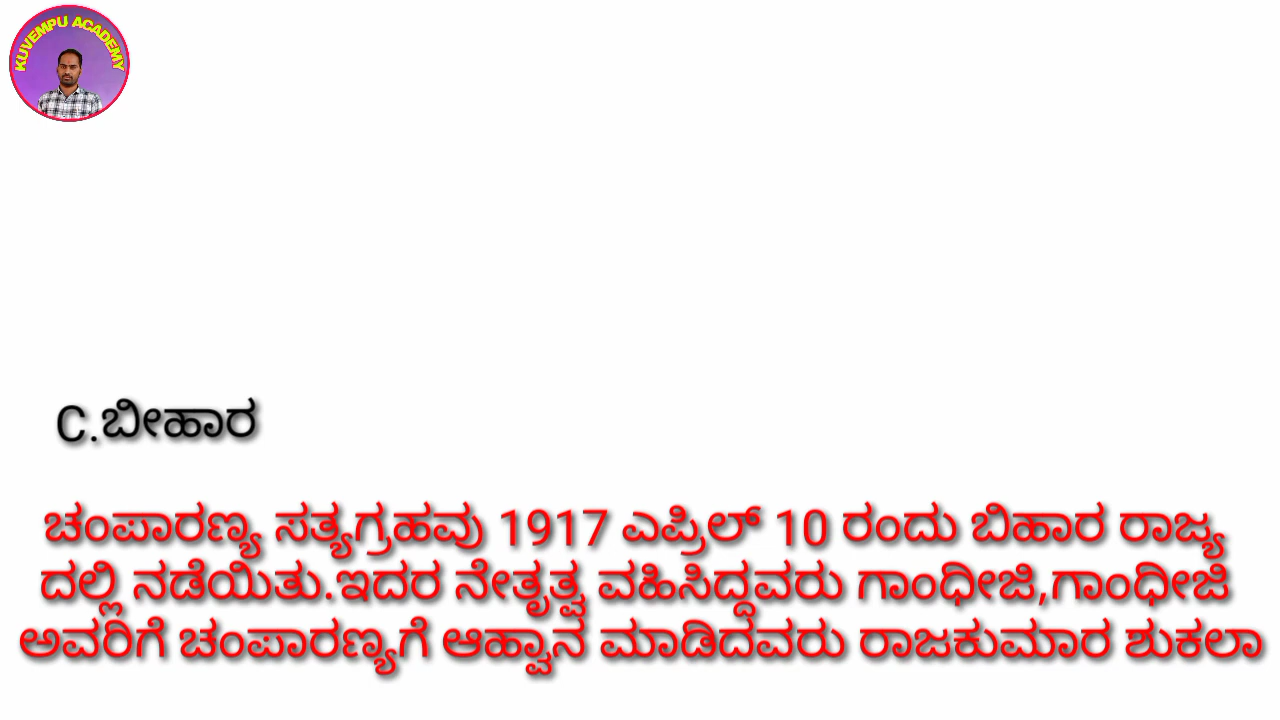 KUVEMPU ACADEMY
C.ಬೀಹಾರ
ಚಂಪಾರಣ್ಯ ಸತ್ಯಗ್ರಹವು 1917 ಎಪ್ರಿಲ್ 10 ರಂದು ಬಿಹಾರ ರಾಜ್ಯ
ದಲ್ಲಿ ನಡೆಯಿತು.ಇದರ ನೇತೃತ್ವ ವಹಿಸಿದ್ದವರು ಗಾಂಧೀಜಿ,ಗಾಂಧೀಜಿ
ಅವರಿಗೆ ಚಂಪಾರಣ್ಯಗೆ ಆಹ್ವಾನ ಮಾಡಿದವರು ರಾಜಕುಮಾರ ಶುಕಲಾ